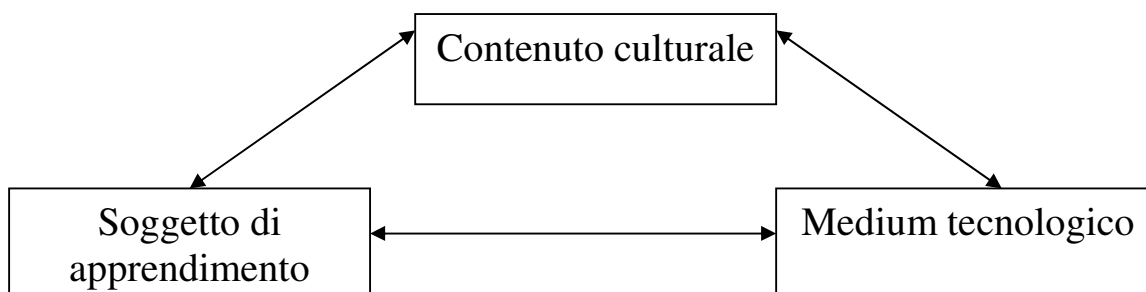 Contenuto culturale
Soggetto di
apprendimento
Medium tecnologico